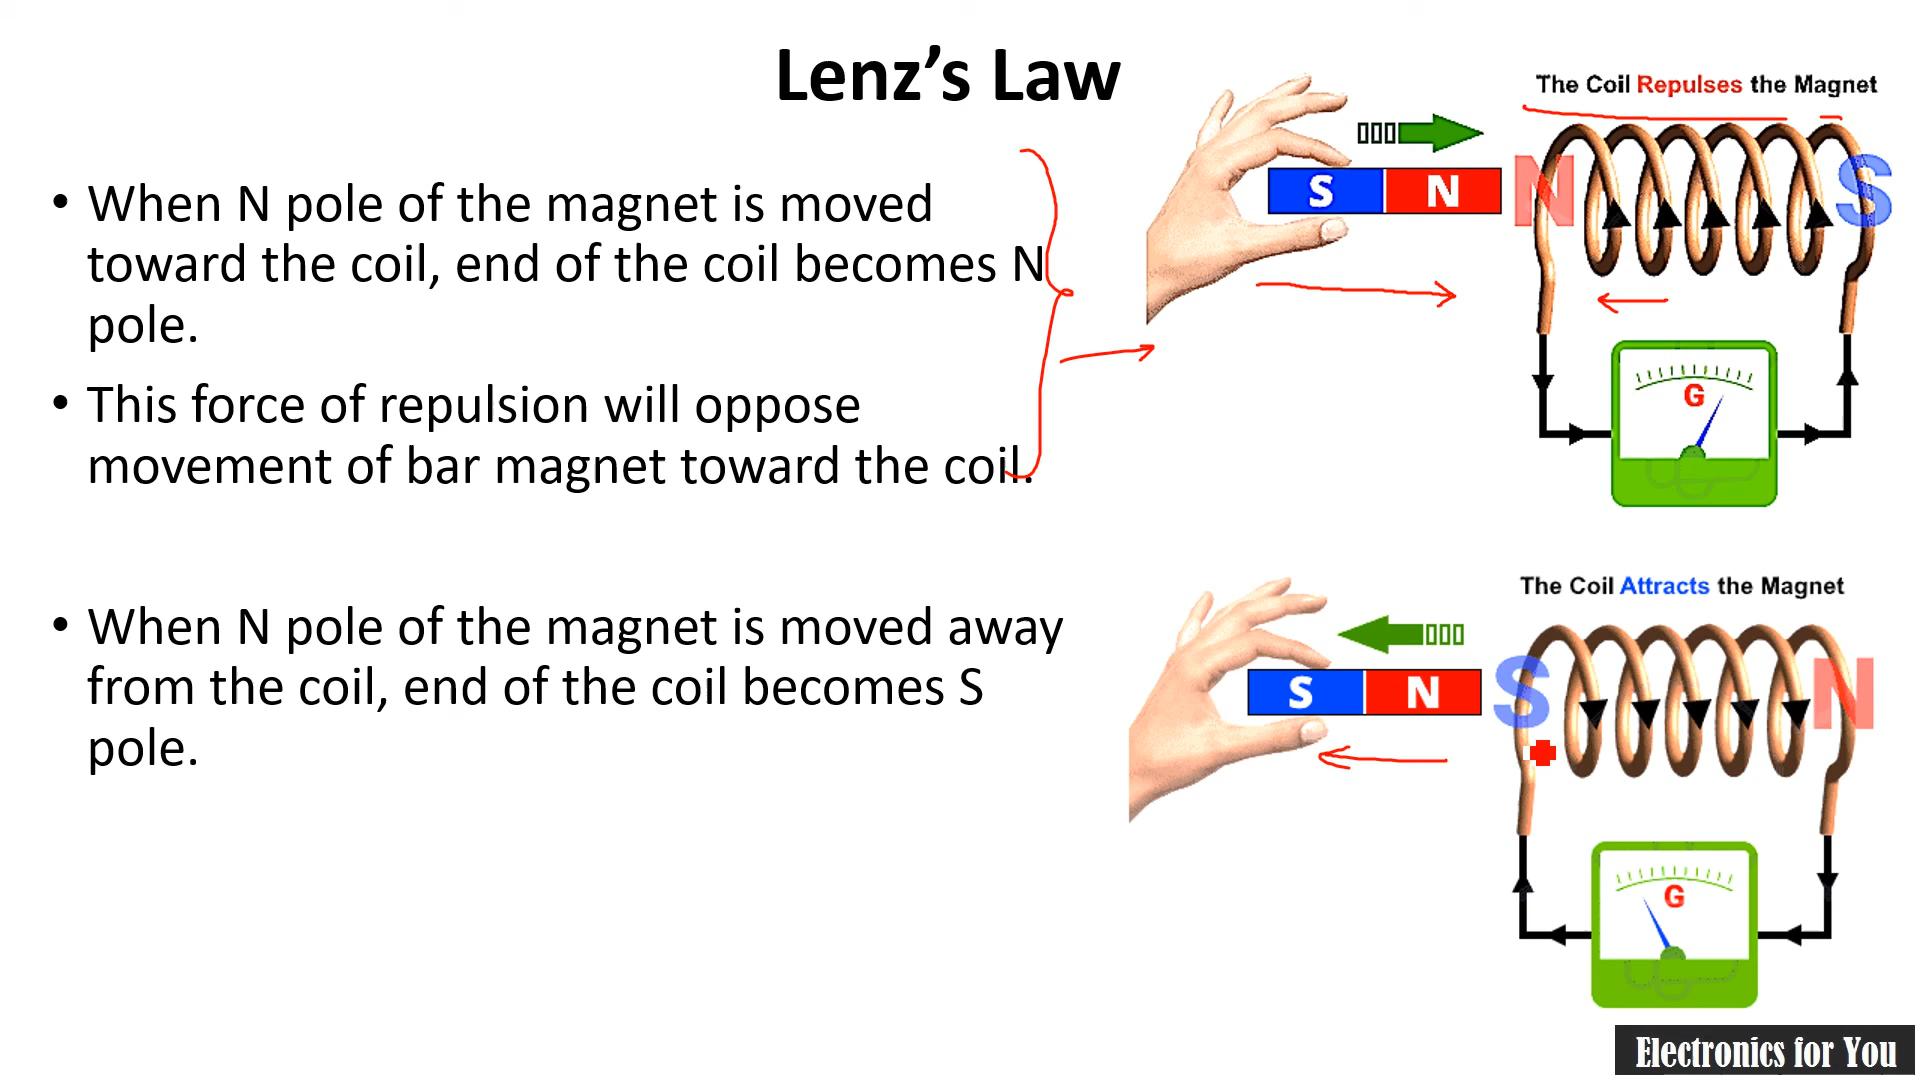 Lenz’s Law
• When N pole of the magnet is moved
toward the coil, end of the coil becomes N
pole.
• This force of repulsion will oppose
movement of bar magnet toward the coil.
• When N pole of the magnet is moved away
from the coil, end of the coil becomes S
pole.
The Coil Repulses the Magnet
S N N S
G
The Coil Attracts the Magnet
S N S N
G
Electronics for You